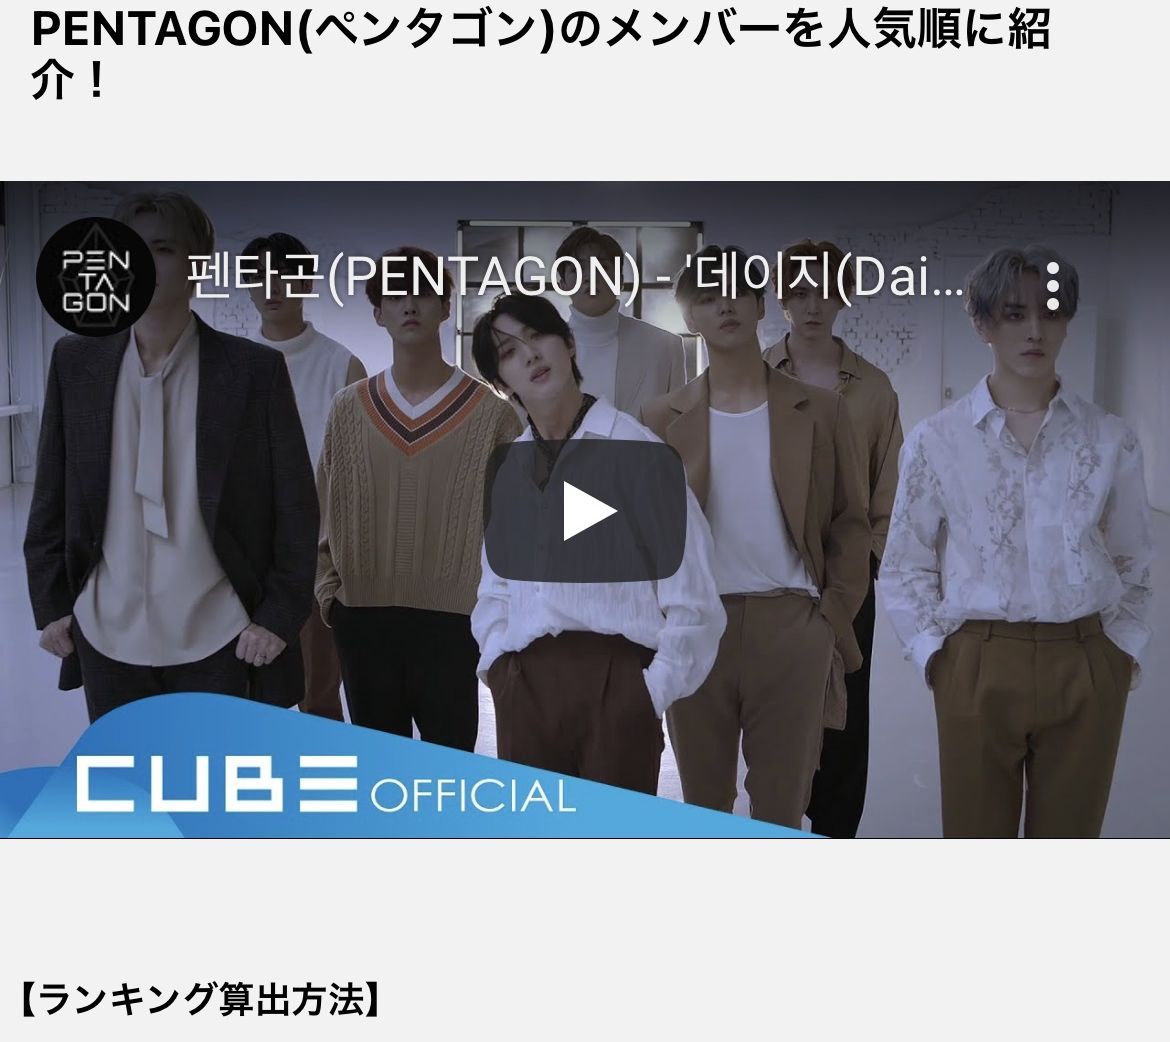 PENTAGON(ペンタゴン)のメンバーを人気順に紹
介！
PEN
TA
GON
펜타곤(PENTAGON) - '데이지(Dai...
CUBE OFFICIAL
【ランキング算出方法】